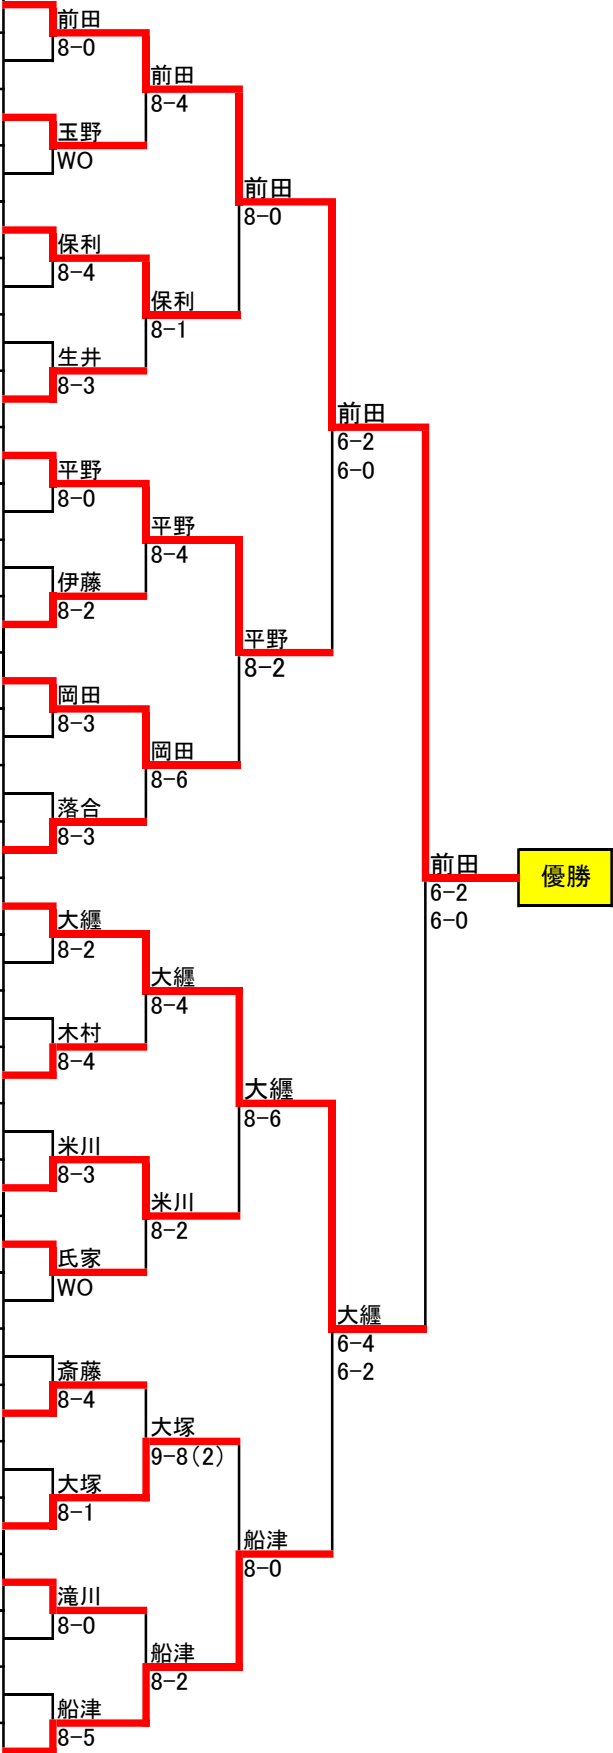 前田
8-0
前田
8-4
玉野
WO
前田
8-0
保利
8-4
保利
8-1
生井
8-3
前田
6-2
6-0
平野
8-0
平野
8-4
伊藤
8-2
平野
8-2
岡田
8-3
岡田
8-6
落合
8-3
前田
6-2
6-0
優勝
大纒
8-2
大纒
8-4
木村
8-4
大纒
8-6
米川
8-3
米川
8-2
氏家
WO
大纒
6-4
6-2
斎藤
8-4
大塚
9-8(2)
大塚
8-1
船津
8-0
滝川
8-0
船津
8-2
船津
8-5